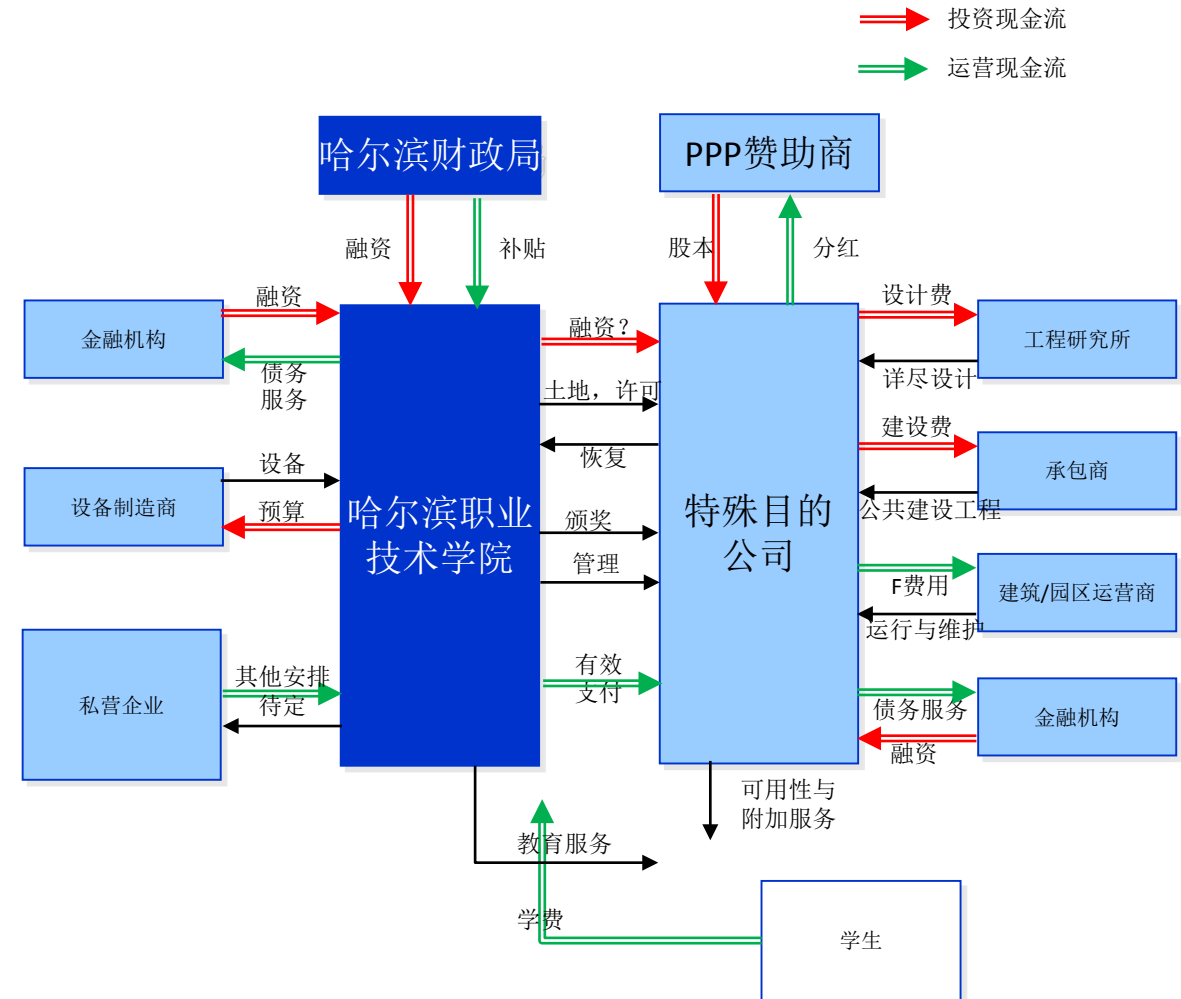 投资现金流
运营现金流
哈尔滨财政局
PPP赞助商
融资
补贴
股本
分红
金融机构
融资
债务
服务
设备制造商
设备
预算
私营企业
其他安排
待定
哈尔滨职业
技术学院
融资？
土地，许可
恢复
颁奖
管理
有效
支付
特殊目的
公司
设计费
详尽设计
工程研究所
建设费
公共建设工程
承包商
F费用
运行与维护
建筑/园区运营商
债务服务
融资
金融机构
可用性与
附加服务
教育服务
学费
学生